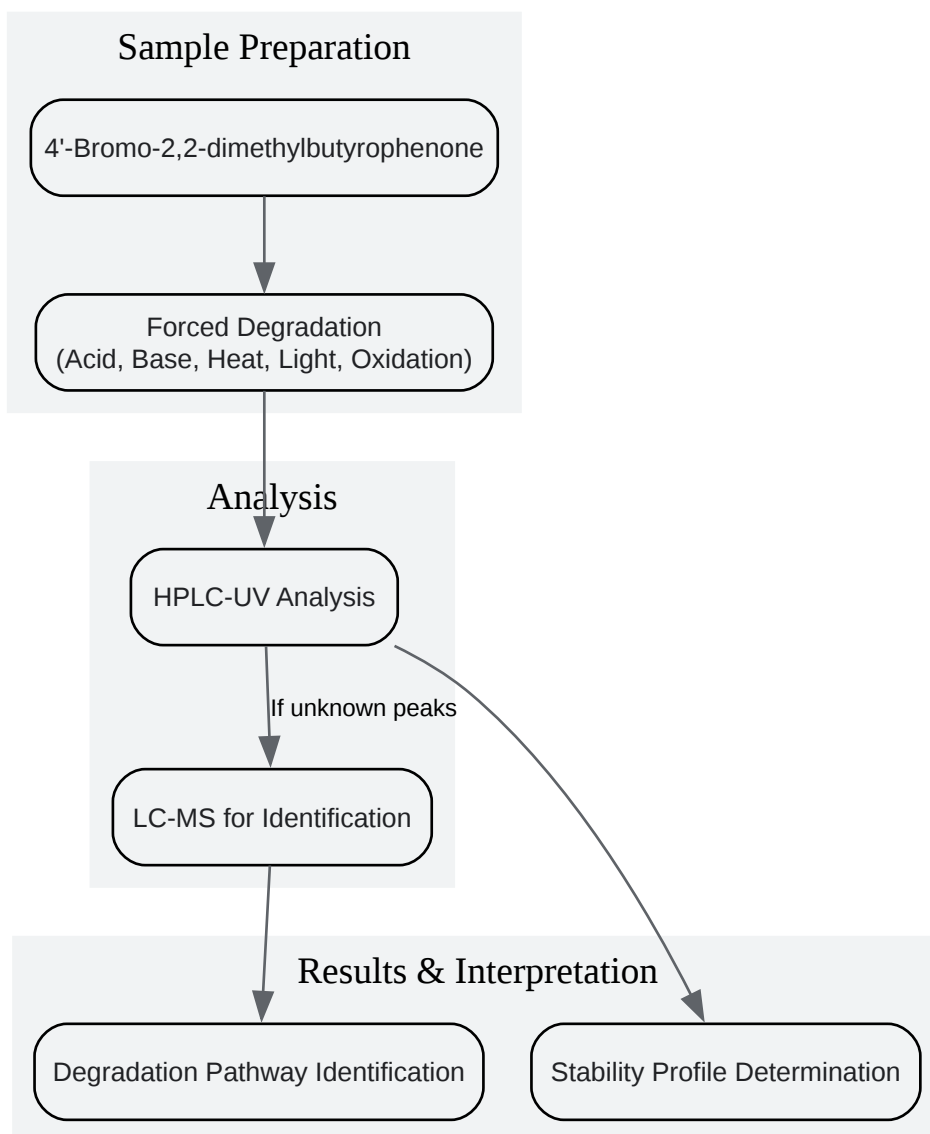 Sample Preparation
4'-Bromo-2,2-dimethylbutyrophenone
Forced Degradation
(Acid, Base, Heat, Light, Oxidation)
Analysis
HPLC-UV Analysis
If unknown peaks
LC-MS for Identification
Results & Interpretation
Degradation Pathway Identification
Stability Profile Determination